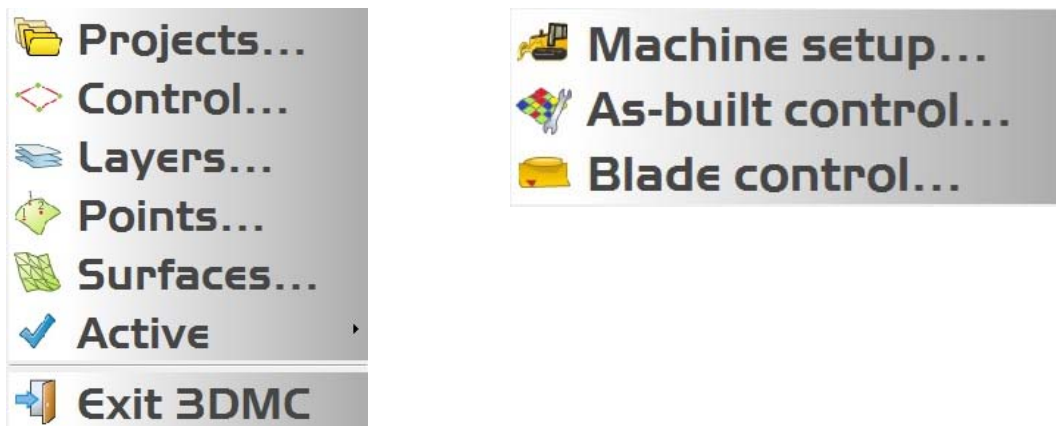 Projects...
Control...
Layers...
Points...
Surfaces...
Active
Exit 3DMC
Machine setup...
As-built control...
Blade control...